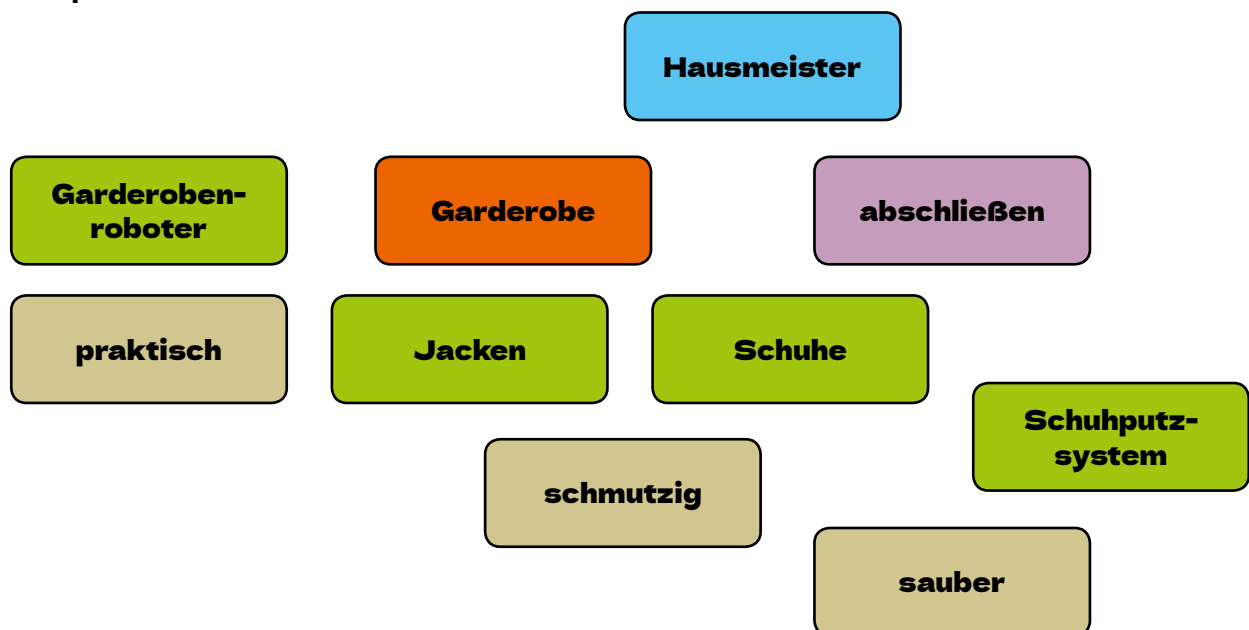 Hausmeister
Garderoben-
roboter
Garderobe
abschließen
praktisch
Jacken
Schuhe
Schuhputz-
system
schmutzig
sauber